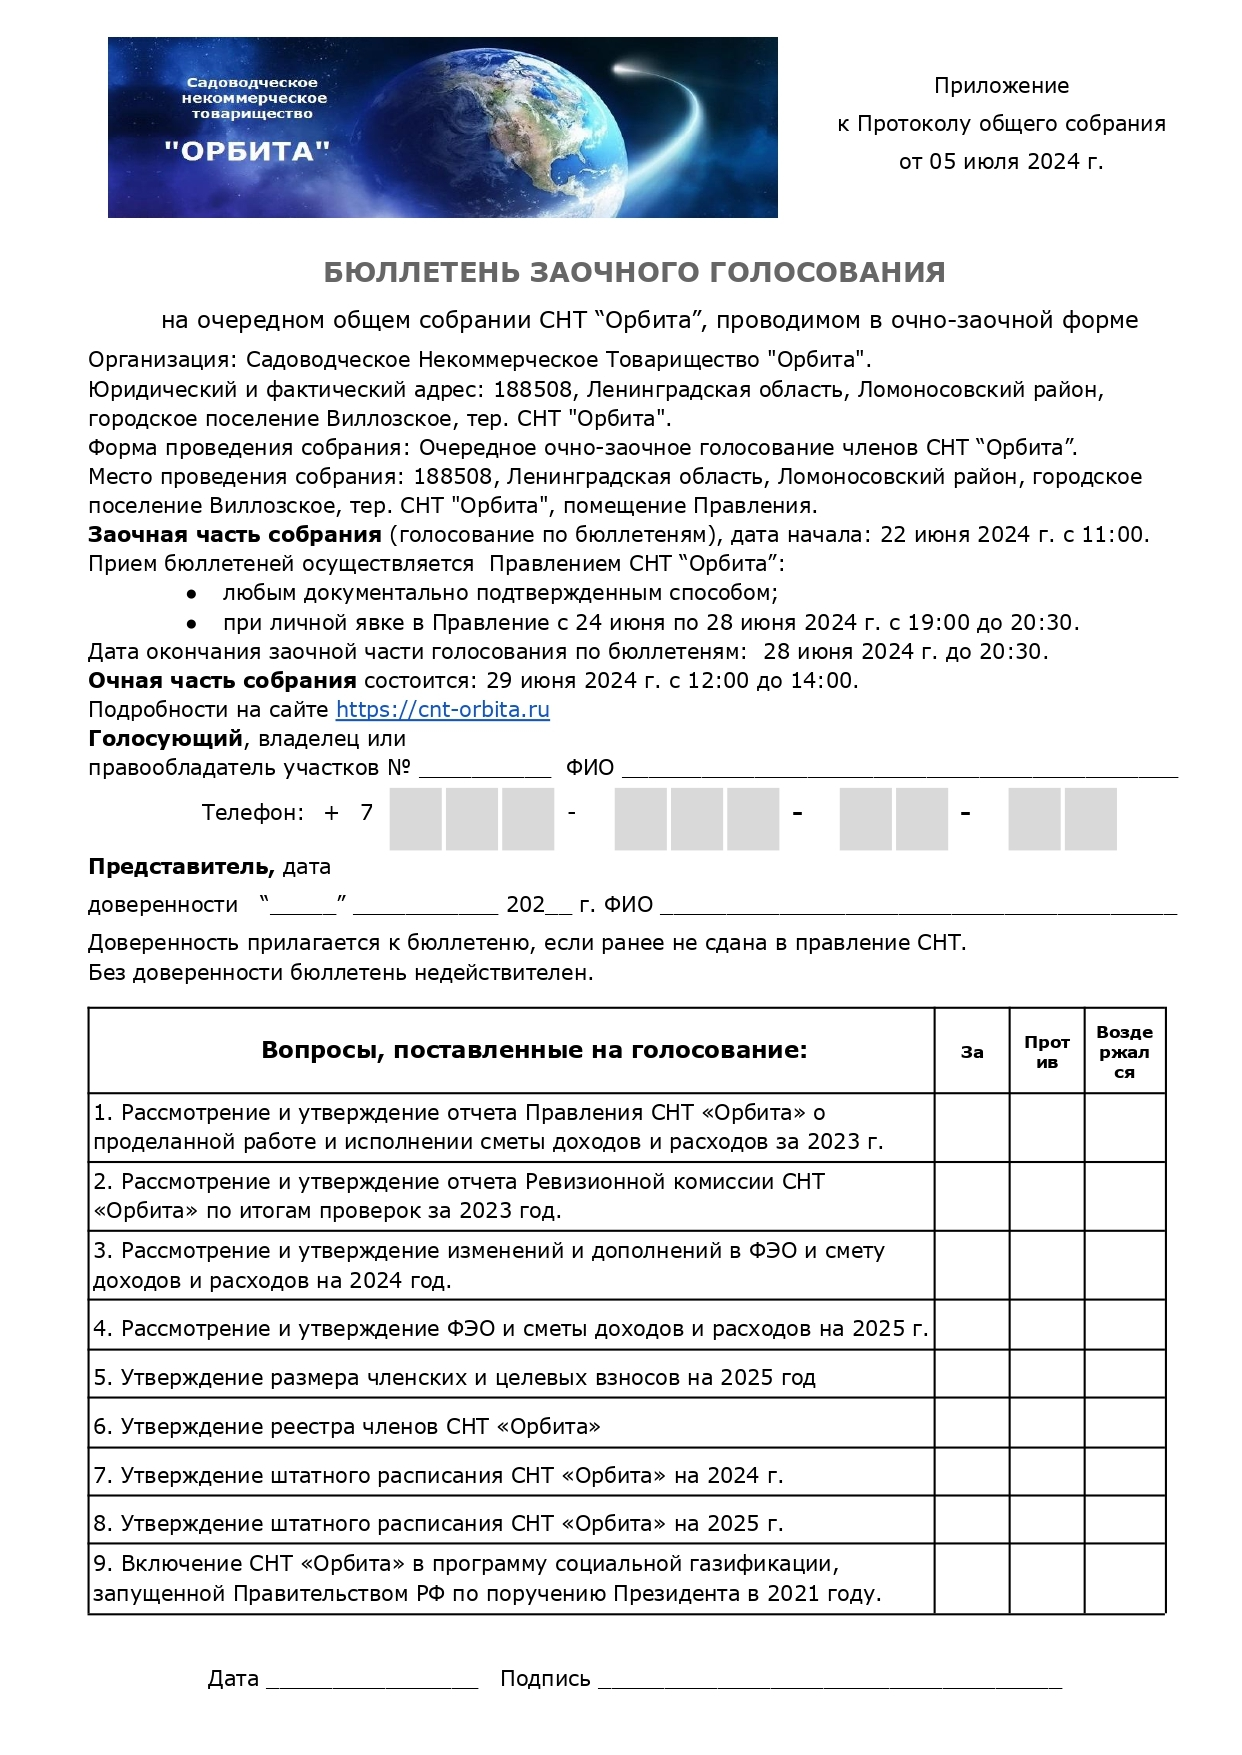 Садоводческое
некоммерческое
товарищество
"ОРБИТА"
Приложение
к Протоколу общего собрания
от 05 июля 2024 г.
БЮЛЛЕТЕНЬ ЗАОЧНОГО ГОЛОСОВАНИЯ
на очередном общем собрании СНТ “Орбита”, проводимом в очно-заочной форме
Организация: Садоводческое Некоммерческое Товарищество "Орбита".
Юридический и фактический адрес: 188508, Ленинградская область, Ломоносовский район,
городское поселение Виллозское, тер. СНТ "Орбита".
Форма проведения собрания: Очередное очно-заочное голосование членов СНТ “Орбита”.
Место проведения собрания: 188508, Ленинградская область, Ломоносовский район, городское
поселение Виллозское, тер. СНТ "Орбита", помещение Правления.
Заочная часть собрания (голосование по бюллетеням), дата начала: 22 июня 2024 г. с 11:00.
Прием бюллетеней осуществляется Правлением СНТ “Орбита”:
● любым документально подтвержденным способом;
● при личной явке в Правление с 24 июня по 28 июня 2024 г. с 19:00 до 20:30.
Дата окончания заочной части голосования по бюллетеням: 28 июня 2024 г. до 20:30.
Очная часть собрания состоится: 29 июня 2024 г. с 12:00 до 14:00.
Подробности на сайте https://cnt-orbita.ru
Голосующий, владелец или
правообладатель участков № __________ ФИО __________________________________________
Телефон: + 7 - - -
Представитель, дата
доверенности “_____” ___________ 202__ г. ФИО _______________________________________
Доверенность прилагается к бюллетеню, если ранее не сдана в правление СНТ.
Без доверенности бюллетень недействителен.
Вопросы, поставленные на голосование:
За
Прот
ив
Возде
ржал
ся
1. Рассмотрение и утверждение отчета Правления СНТ «Орбита» о
проделанной работе и исполнении сметы доходов и расходов за 2023 г.
2. Рассмотрение и утверждение отчета Ревизионной комиссии СНТ
«Орбита» по итогам проверок за 2023 год.
3. Рассмотрение и утверждение изменений и дополнений в ФЭО и смету
доходов и расходов на 2024 год.
4. Рассмотрение и утверждение ФЭО и сметы доходов и расходов на 2025 г.
5. Утверждение размера членских и целевых взносов на 2025 год
6. Утверждение реестра членов СНТ «Орбита»
7. Утверждение штатного расписания СНТ «Орбита» на 2024 г.
8. Утверждение штатного расписания СНТ «Орбита» на 2025 г.
9. Включение СНТ «Орбита» в программу социальной газификации,
запущенной Правительством РФ по поручению Президента в 2021 году.
Дата ________________ Подпись ___________________________________